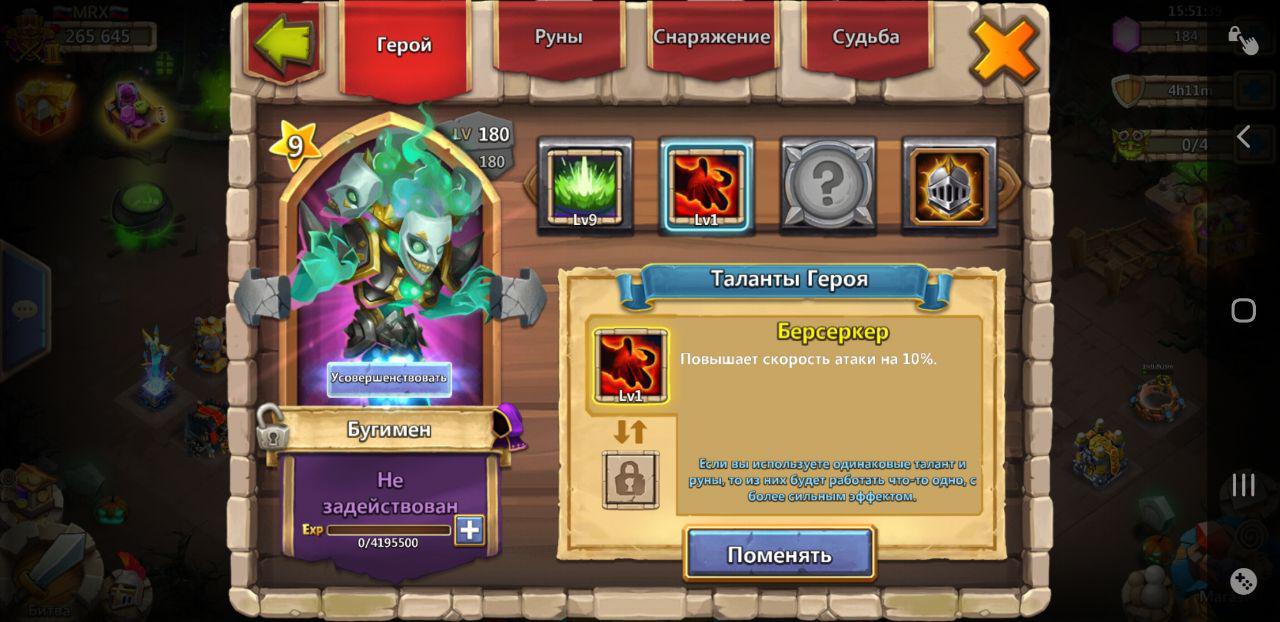 MRX
265 645
Герой
Руны
Снаряжение
Судьба
15:51:39
184
4h11m
0/4
9
LV 180
180
Lv9
Lv1
?
Таланты Героя
Берсеркер
Повышает скорость атаки на 10%.
Lv1
Усовершенствовать
Бугимен
Если вы используете одинаковые талант и
руны, то из них будет работать что-то одно, с
более сильным эффектом.
Не
задействован
Exp
0/4195500
Поменять
Битва